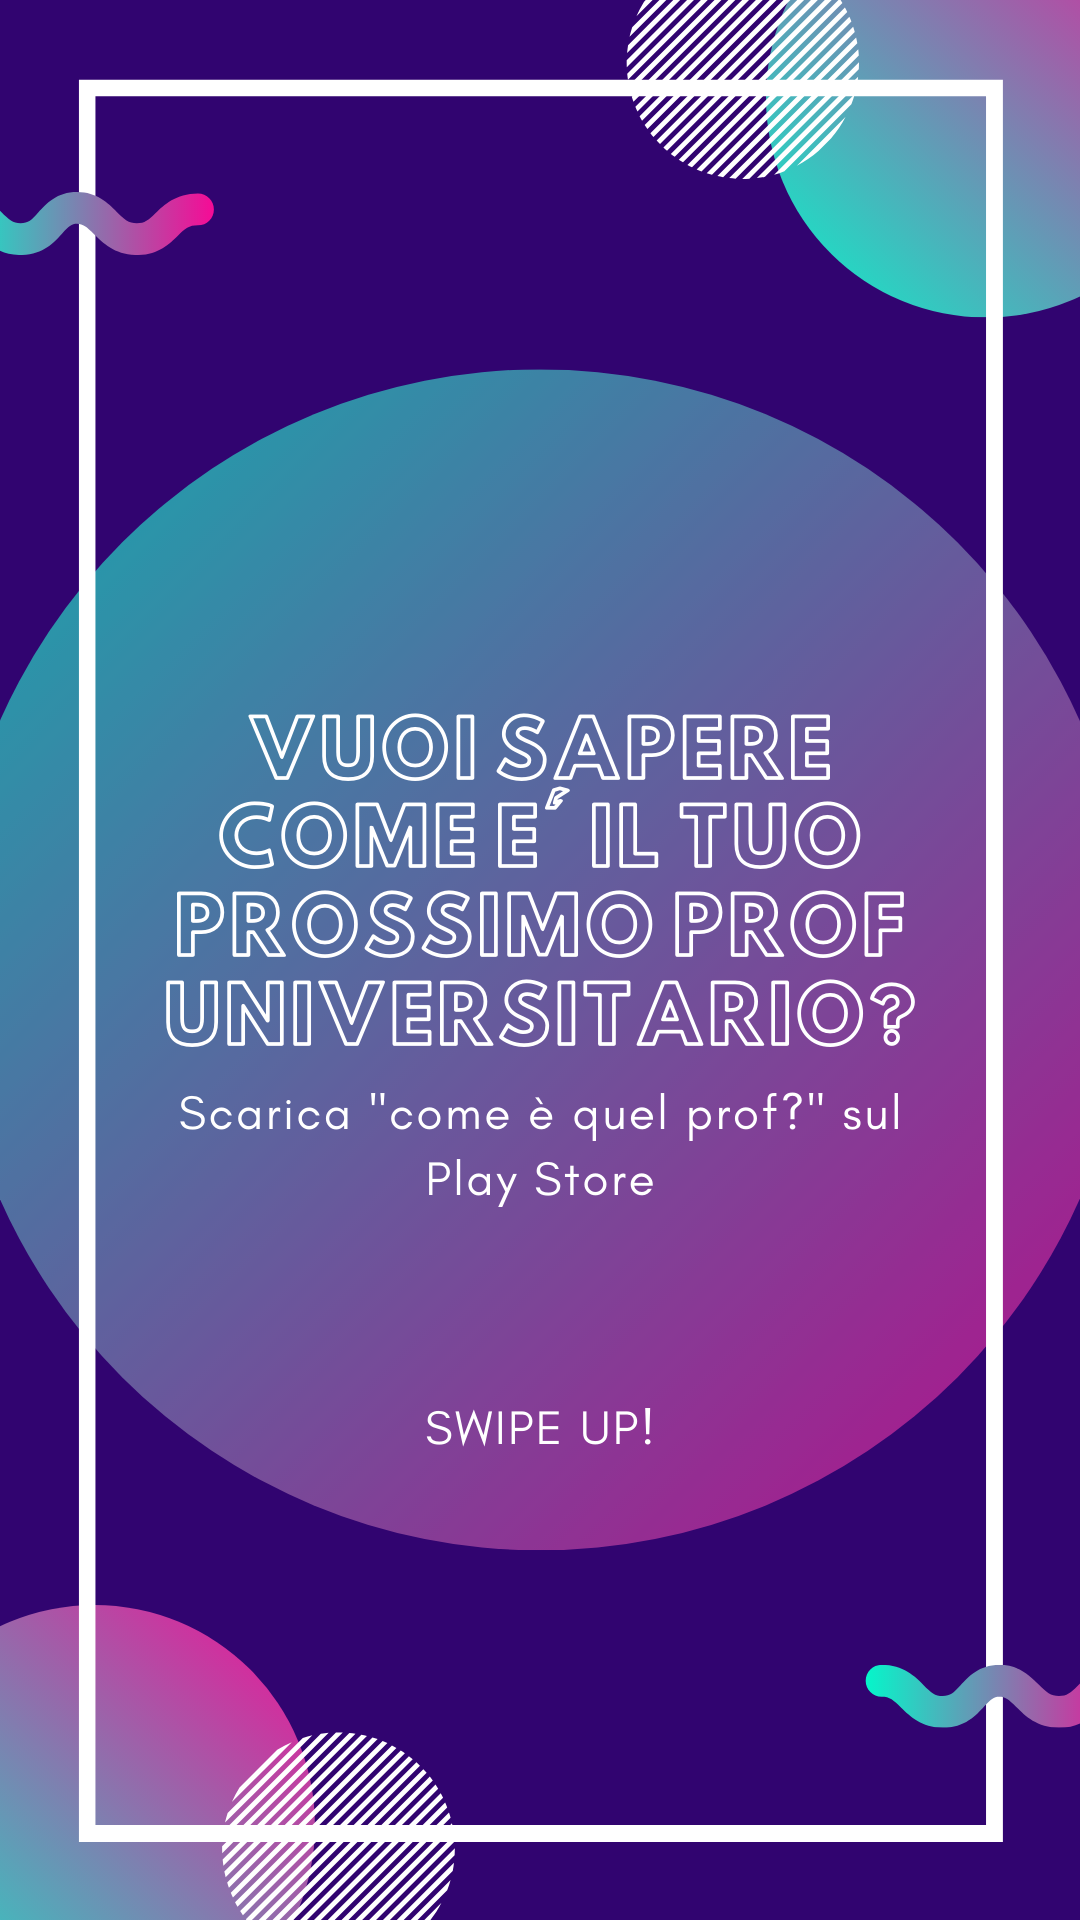 VUOI SAPERE
COME E´ IL TUO
PROSSIMO PROF
UNIVERSITARIO?
Scarica "come è quel prof?" sul
Play Store
SWIPE UP!